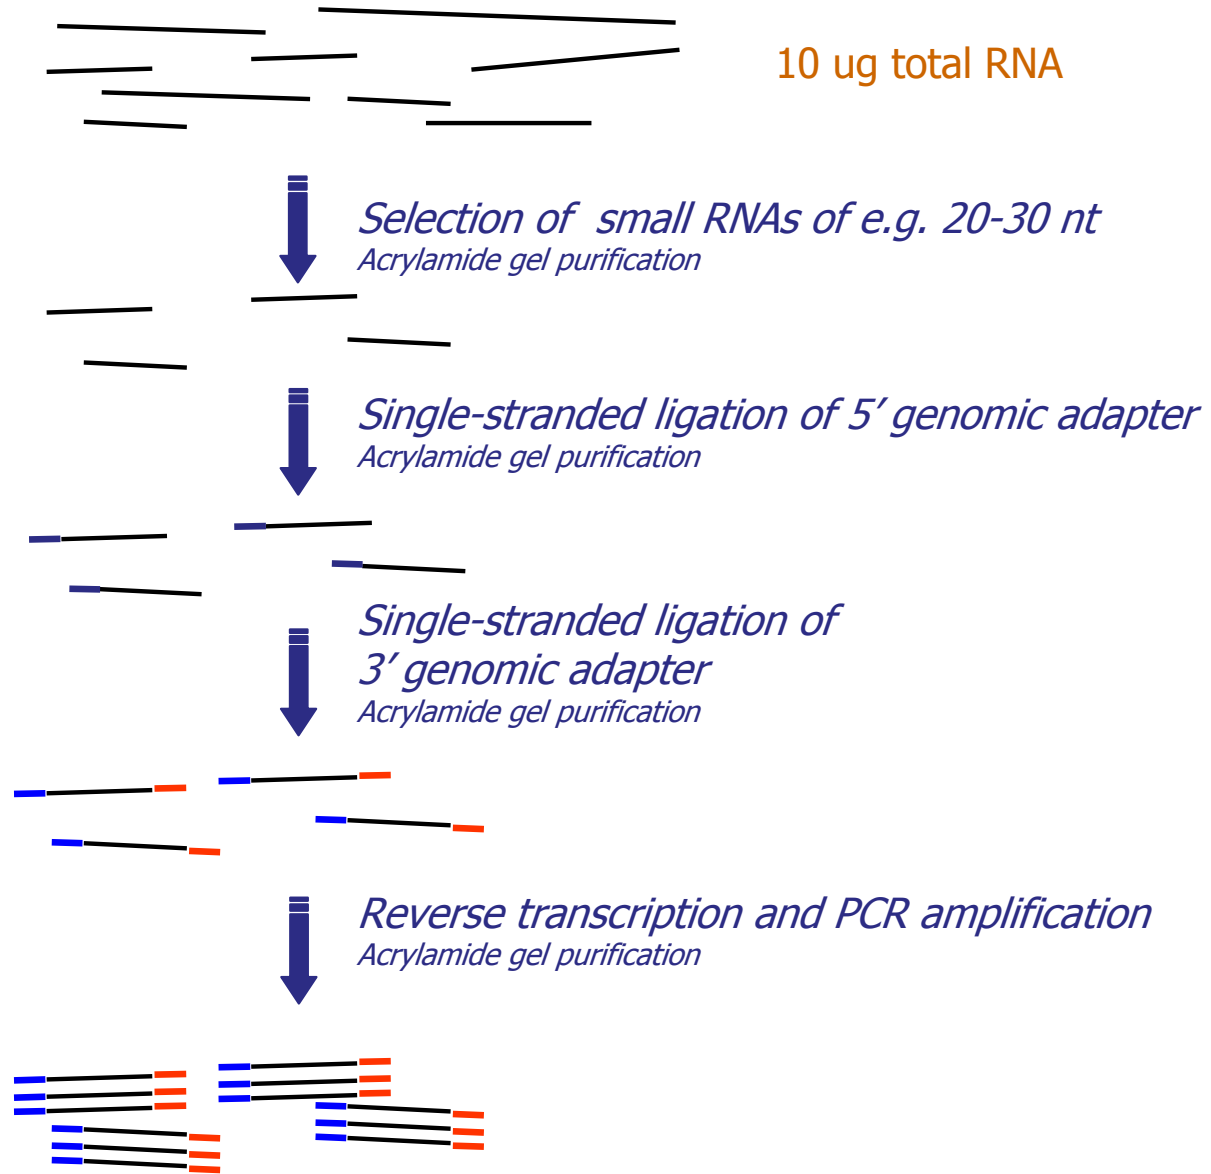 10 ug total RNA
Selection of small RNAs of e.g. 20-30 nt
Acrylamide gel purification
Single-stranded ligation of 5’ genomic adapter
Acrylamide gel purification
Single-stranded ligation of
3’ genomic adapter
Acrylamide gel purification
Reverse transcription and PCR amplification
Acrylamide gel purification